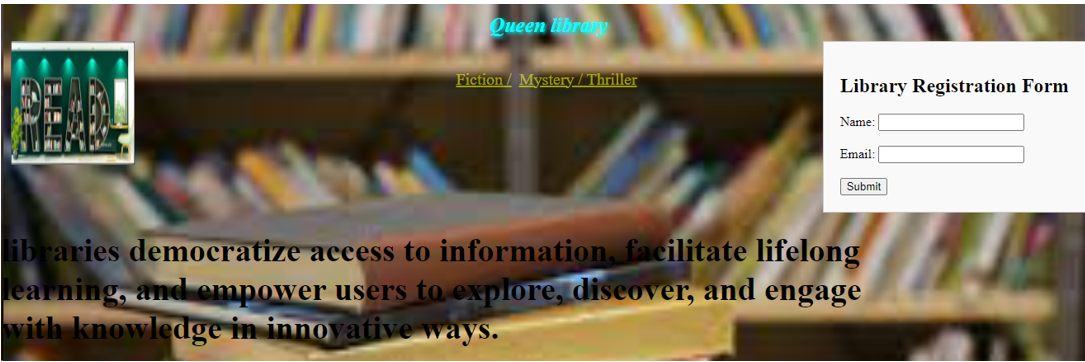 Queen library
READ
Fiction / Mystery / Thriller
Library Registration Form
Name:
Email:
Submit
libraries democratize access to information, facilitate lifelong
learning, and empower users to explore, discover, and engage
with knowledge in innovative ways.